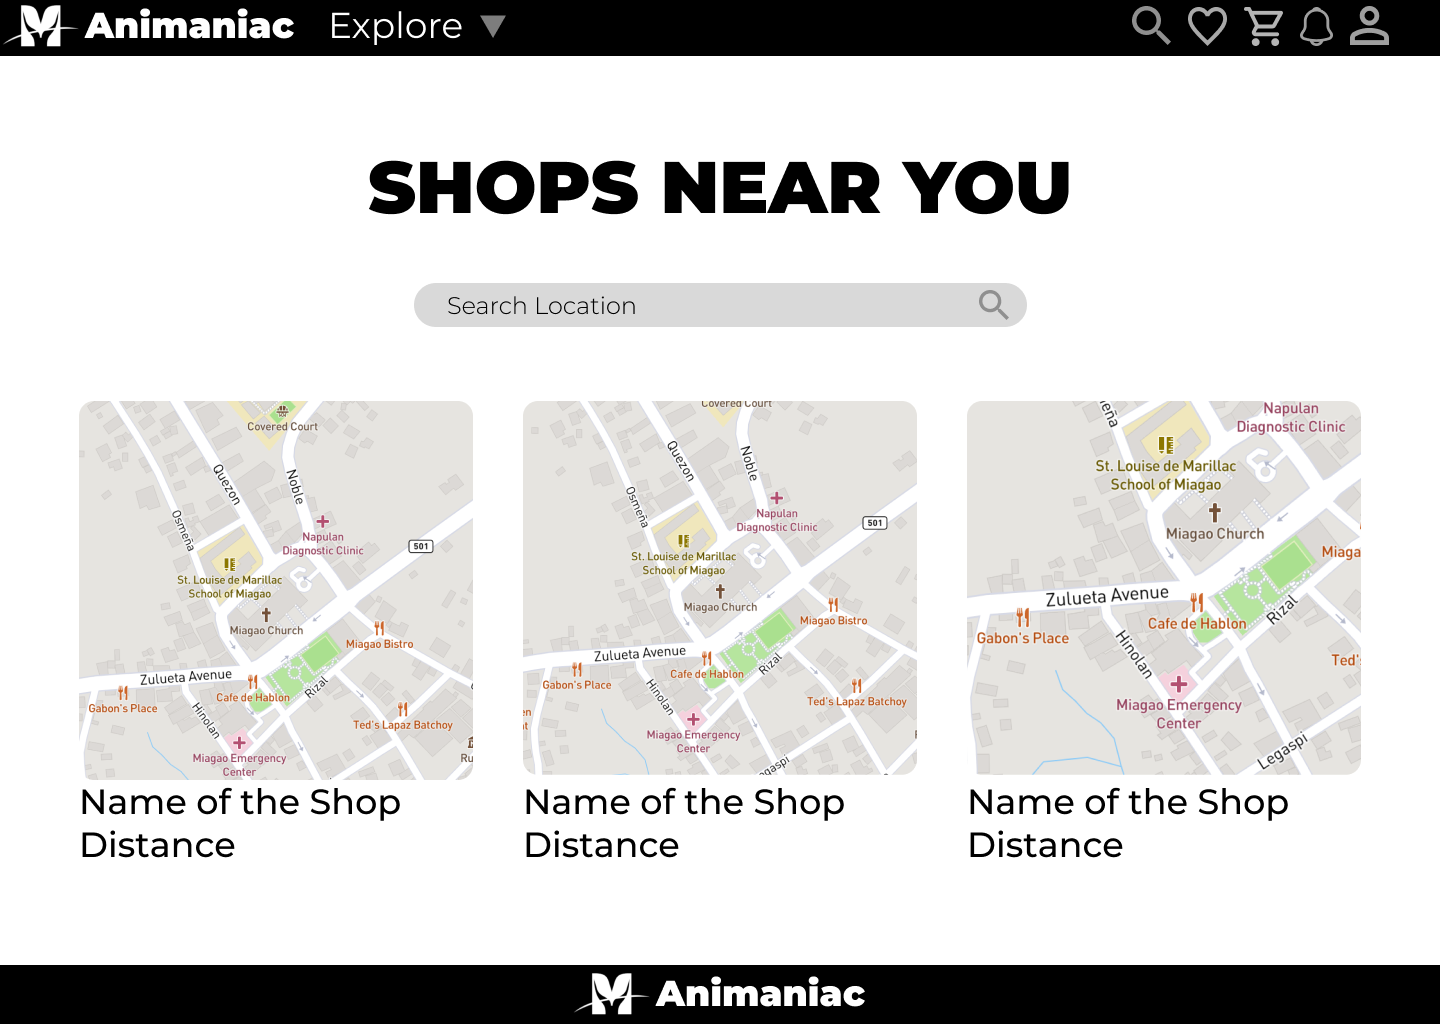 Animaniac Explore
SHOPS NEAR YOU
Search Location
Covered Court
Quezon
Noble
Osmeña
Napulan
Diagnostic Clinic
501
St. Louise de Marillac
School of Miagao
Miagao Church
Miagao Bistro
Zulueta Avenue
Cafe de Hablon
Rizal
Gabon's Place
Hinolan
Ted's Lapaz Batchoy
Miagao Emergency
Center
Ru
Name of the Shop
Distance
Covered Court
Quezon
Noble
Osmeña
Napulan
Diagnostic Clinic
501
St. Louise de Marillac
School of Miagao
Miagao Church
Miagao Bistro
Zulueta Avenue
Cafe de Hablon
Rizal
Gabon's Place
Hinolan
Ted's Lapaz Batchoy
en
nt
Miagao Emergency
Center
egaspi
Name of the Shop
Distance
meña
Napulan
Diagnostic Clinic
St. Louise de Marillac
School of Miagao
Miagao Church
Miaga
Zulueta Avenue
Cafe de Hablon
Rizal
Gabon's Place
Hinolan
Ted's
Miagao Emergency
Center
Legaspi
Name of the Shop
Distance
Animaniac